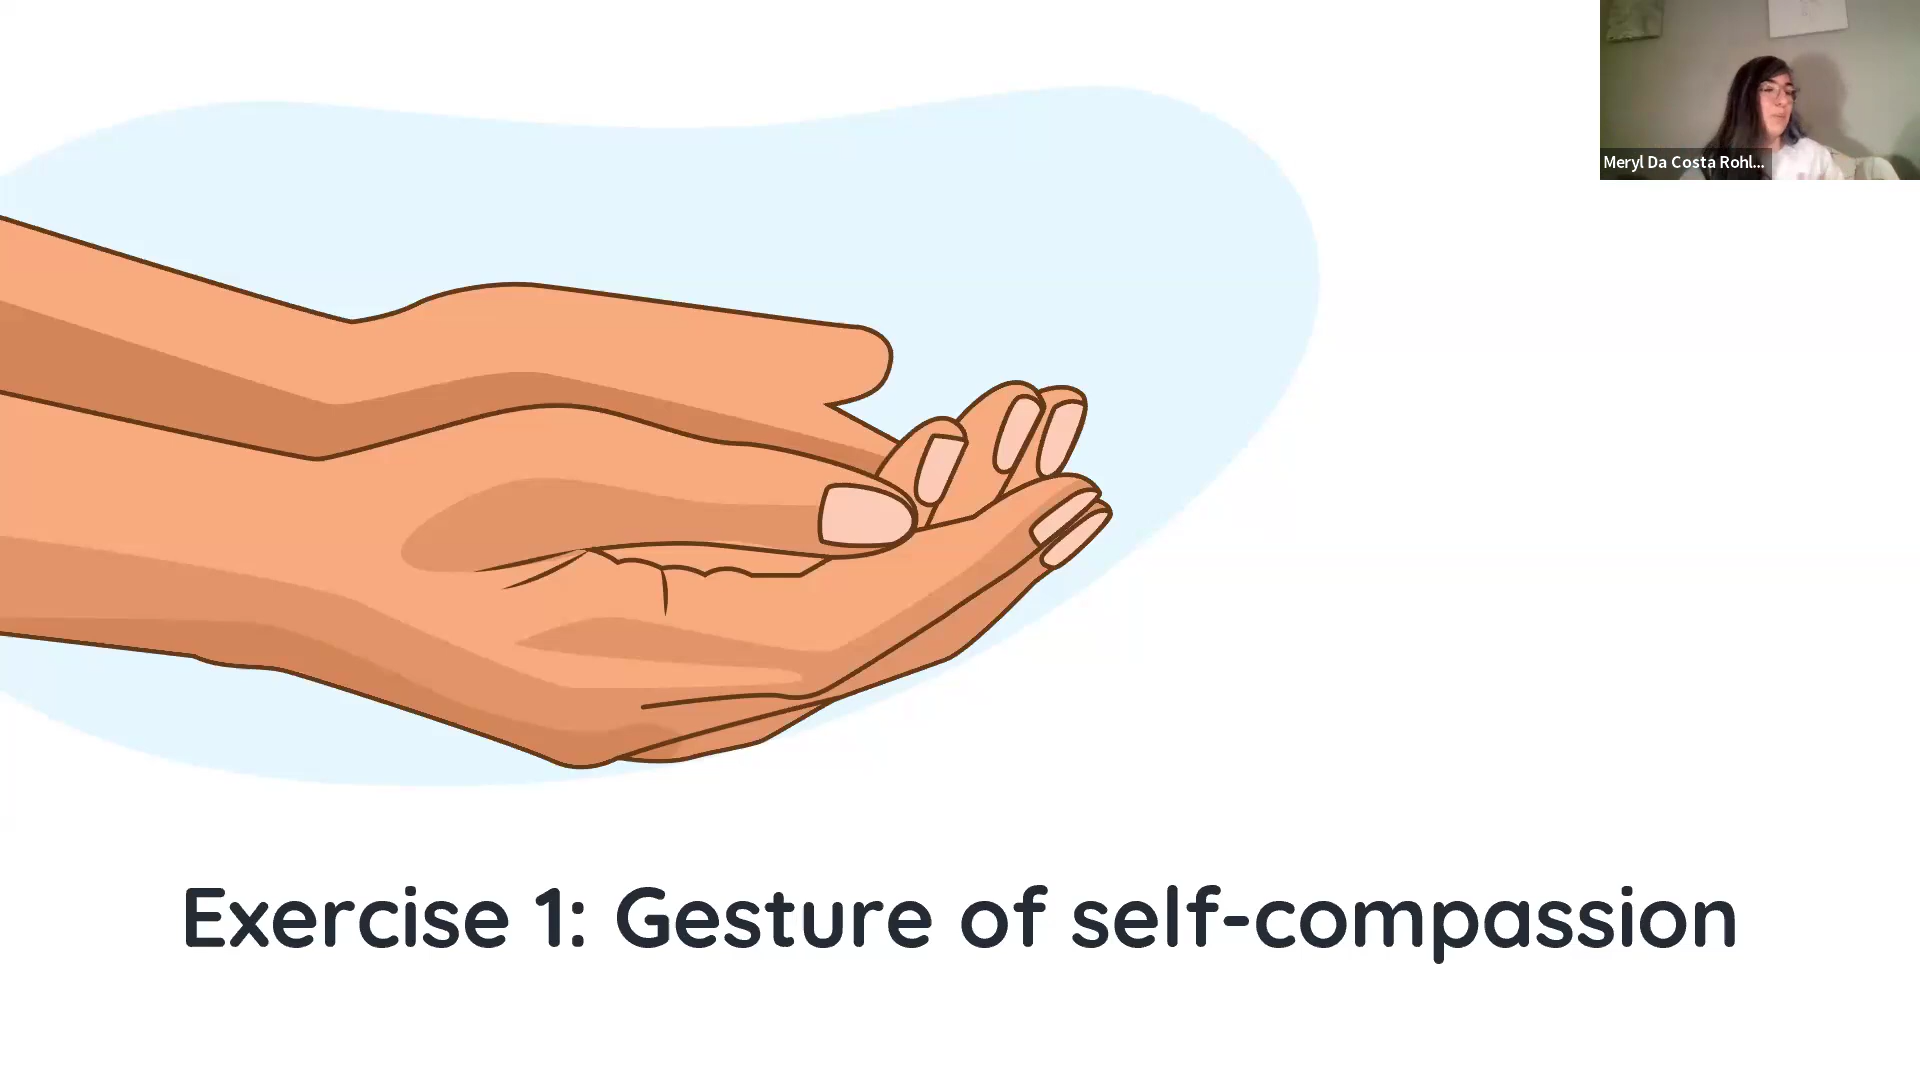 Meryl Da Costa Rohl...
Exercise 1: Gesture of self-compassion